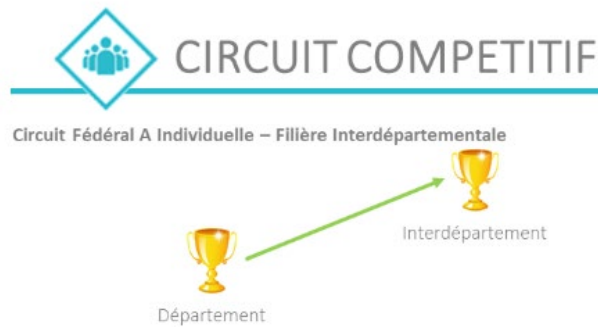 CIRCUIT COMPETITIF
Circuit Fédéral A Individuelle – Filière Interdépartementale
Interdépartement
Département